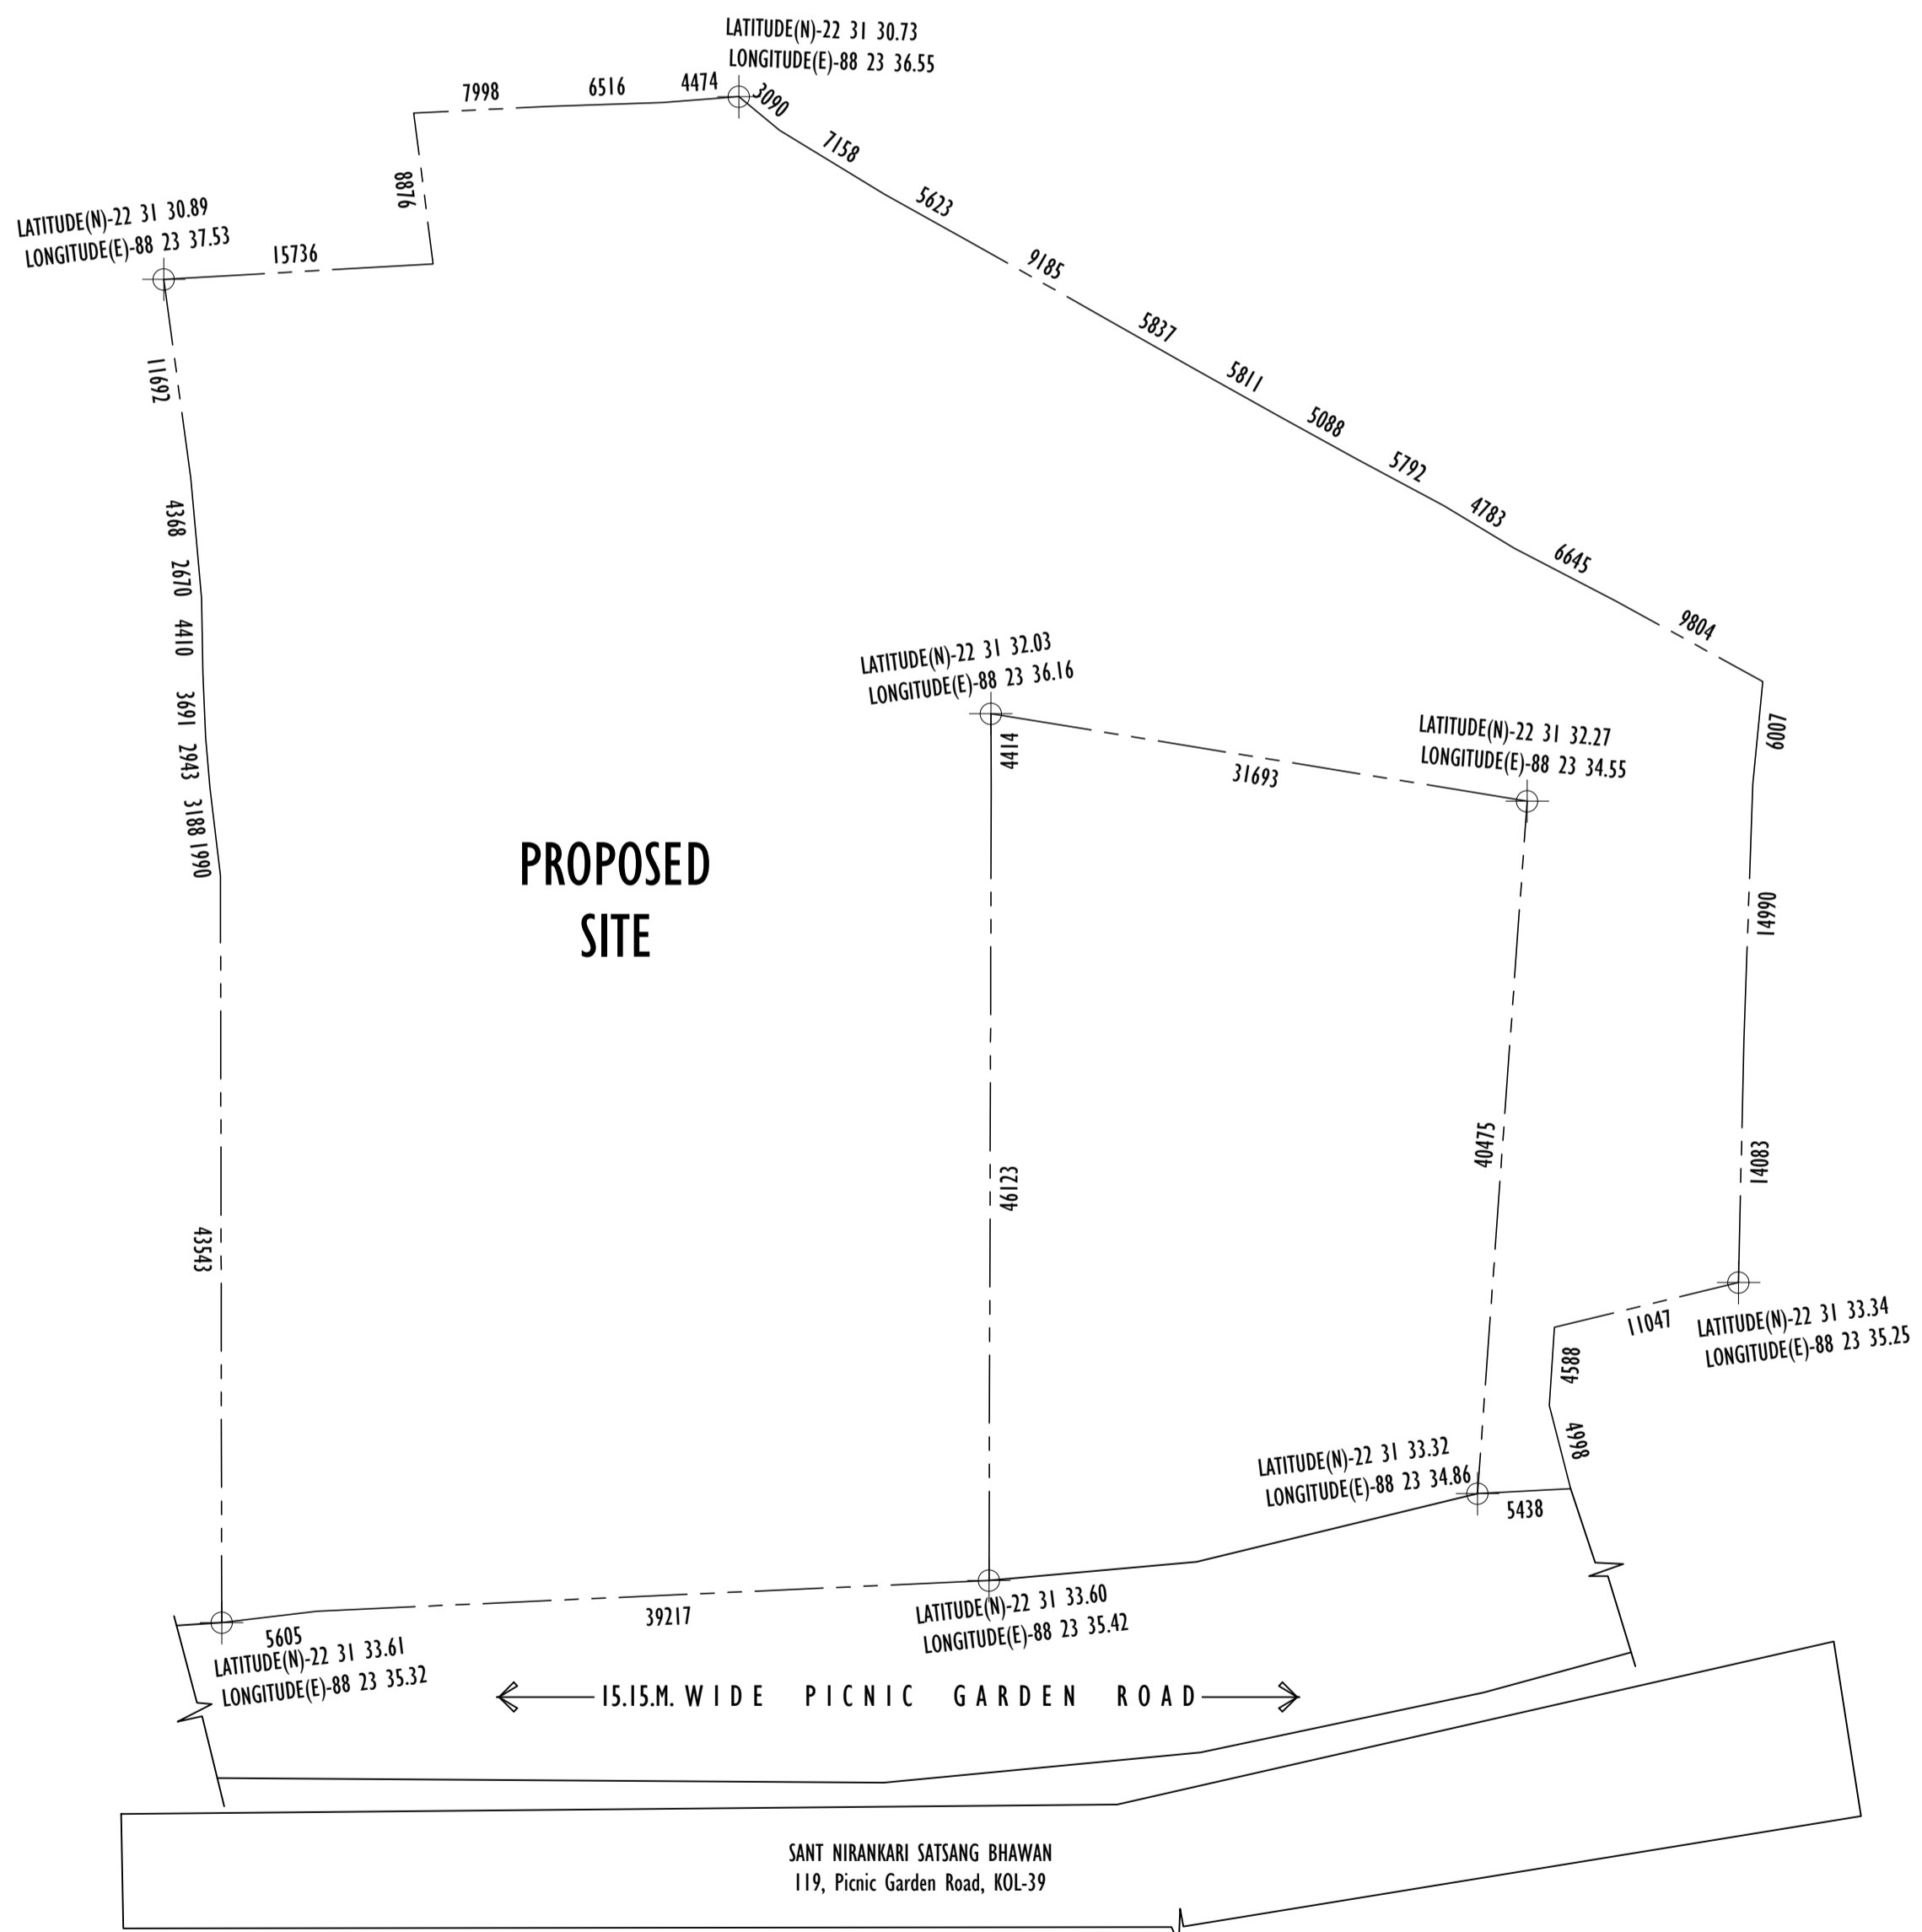 LATITUDE(N)-22 31 30.73
LONGITUDE(E)-88 23 36.55
7998
6516
4474
3090
7158
5623
8876
LATITUDE(N)-22 31 30.89
LONGITUDE(E)-88 23 37.53
15736
9185
5837
5811
5088
5792
4783
6645
9804
11692
4368
2670
4410
3691
2943
3188
1990
LATITUDE(N)-22 31 32.03
LONGITUDE(E)-88 23 36.16
4414
31693
LATITUDE(N)-22 31 32.27
LONGITUDE(E)-88 23 34.55
7009
14990
PROPOSED
SITE
40475
46123
14083
43543
11047
LATITUDE(N)-22 31 33.34
LONGITUDE(E)-88 23 35.25
4588
4998
LATITUDE(N)-22 31 33.32
LONGITUDE(E)-88 23 34.86
5438
5605
39217
LATITUDE(N)-22 31 33.60
LONGITUDE(E)-88 23 35.42
LATITUDE(N)-22 31 33.61
LONGITUDE(E)-88 23 35.32
15.15.M. WIDE PICNIC GARDEN ROAD
SANT NIRANKARI SATSANG BHAWAN
119, Picnic Garden Road, KOL-39